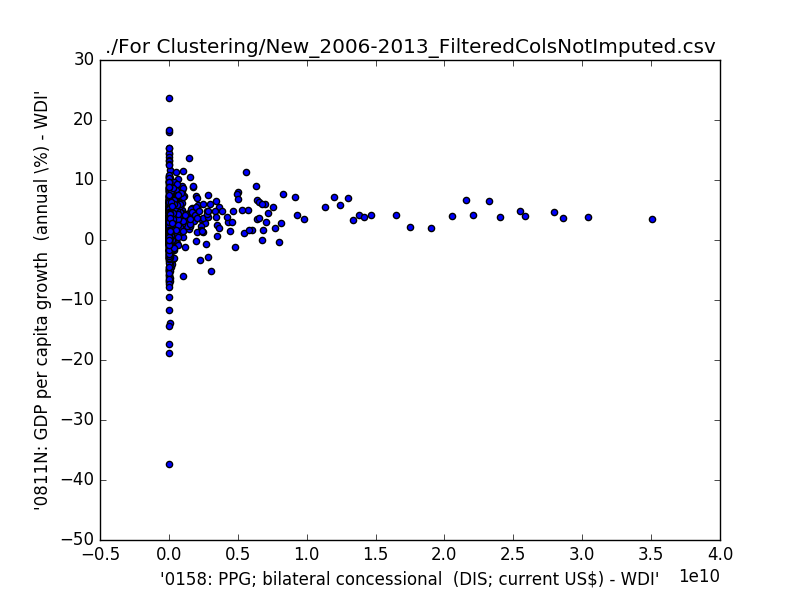 ./For Clustering/New_2006-2013_FilteredColsNotImputed.csv
30
20
10
0
−10
−20
−30
−40
−50
'0811N: GDP per capita growth  (annual \%) - WDI'
−0.5 0.0 0.5 1.0 1.5 2.0 2.5 3.0 3.5 4.0
1e10
'0158: PPG; bilateral concessional  (DIS; current US$) - WDI'